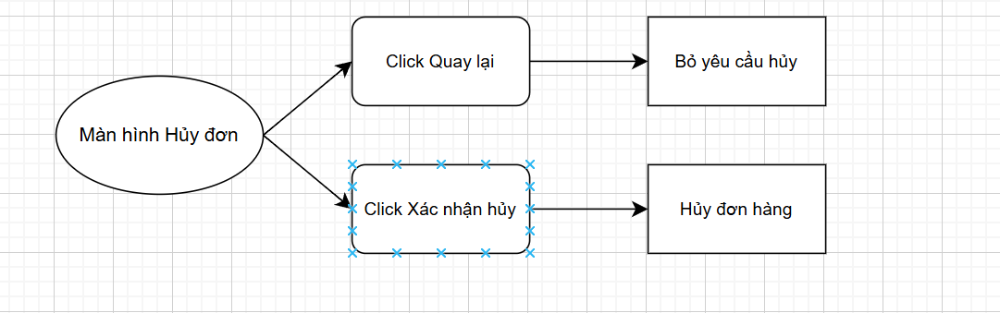 Click Quay lại
Bỏ yêu cầu hủy
Màn hình Hủy đơn
Click Xác nhận hủy
Hủy đơn hàng